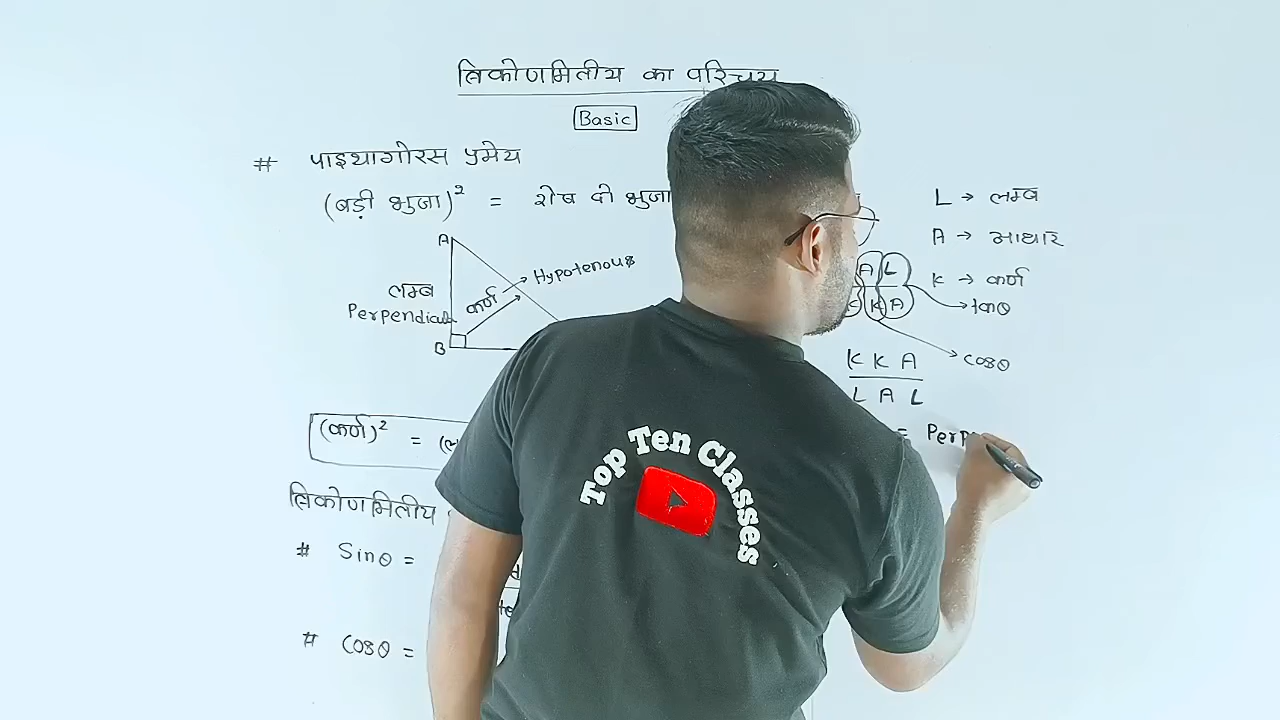 त्रिकोणमितीय का परिचय
Basic
# पाइथागोरस प्रमेय
(बड़ी भुजा)² = शेष दो भुजा
L → लम्ब
A → आधार
K → कर्ण
A
Hypotenous
लम्ब
कर्ण
Perpendicul
B
A L
K A
tanθ
cosθ
K K A
L A L
= Perp
(कर्ण)² = (ल
त्रिकोणमितीय
# Sinθ =
# Cosθ =
Top Ten Classes